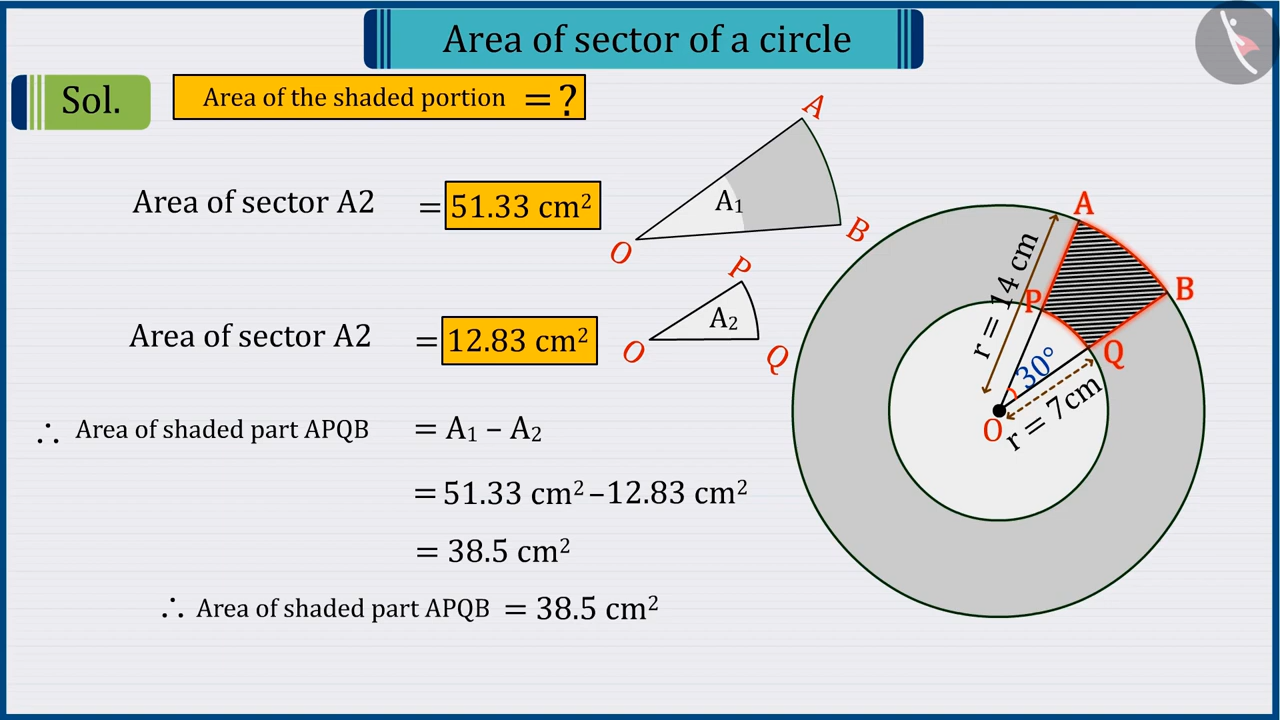 Area of sector of a circle
Sol.
Area of the shaded portion = ?
Area of sector A2 = 51.33 cm²
A₁
A
B
O
Area of sector A2 = 12.83 cm²
A₂
P
O
Q
∴ Area of shaded part APQB = A₁ – A₂
= 51.33 cm² – 12.83 cm²
= 38.5 cm²
∴ Area of shaded part APQB = 38.5 cm²
A
B
P
Q
O
r = 14 cm
30°
r = 7cm